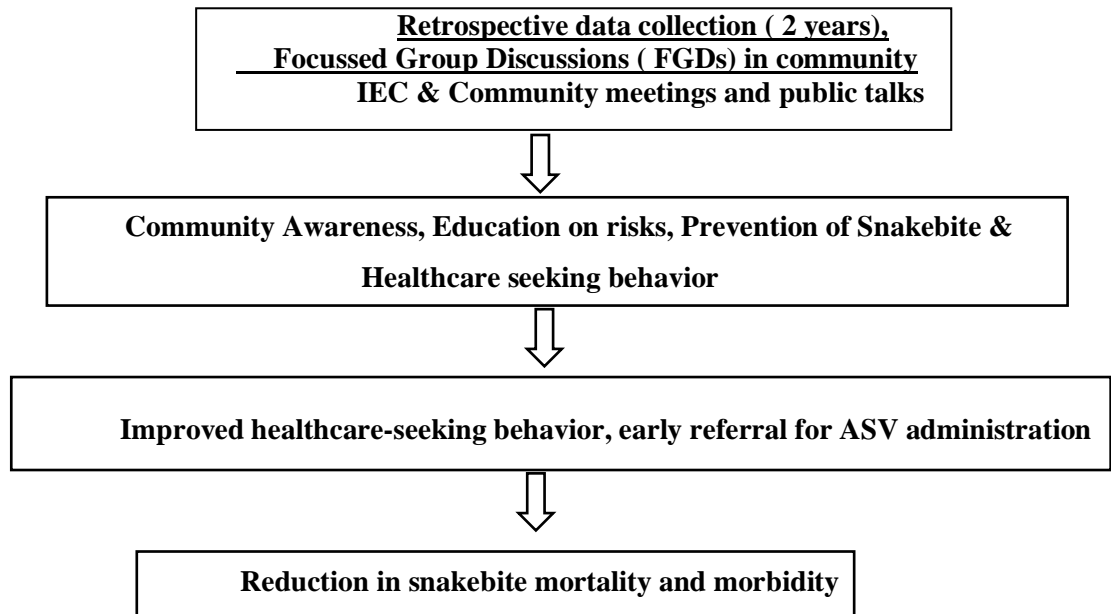 Retrospective data collection ( 2 years),
Focussed Group Discussions ( FGDs) in community
IEC & Community meetings and public talks
Community Awareness, Education on risks, Prevention of Snakebite &
Healthcare seeking behavior
Improved healthcare-seeking behavior, early referral for ASV administration
Reduction in snakebite mortality and morbidity